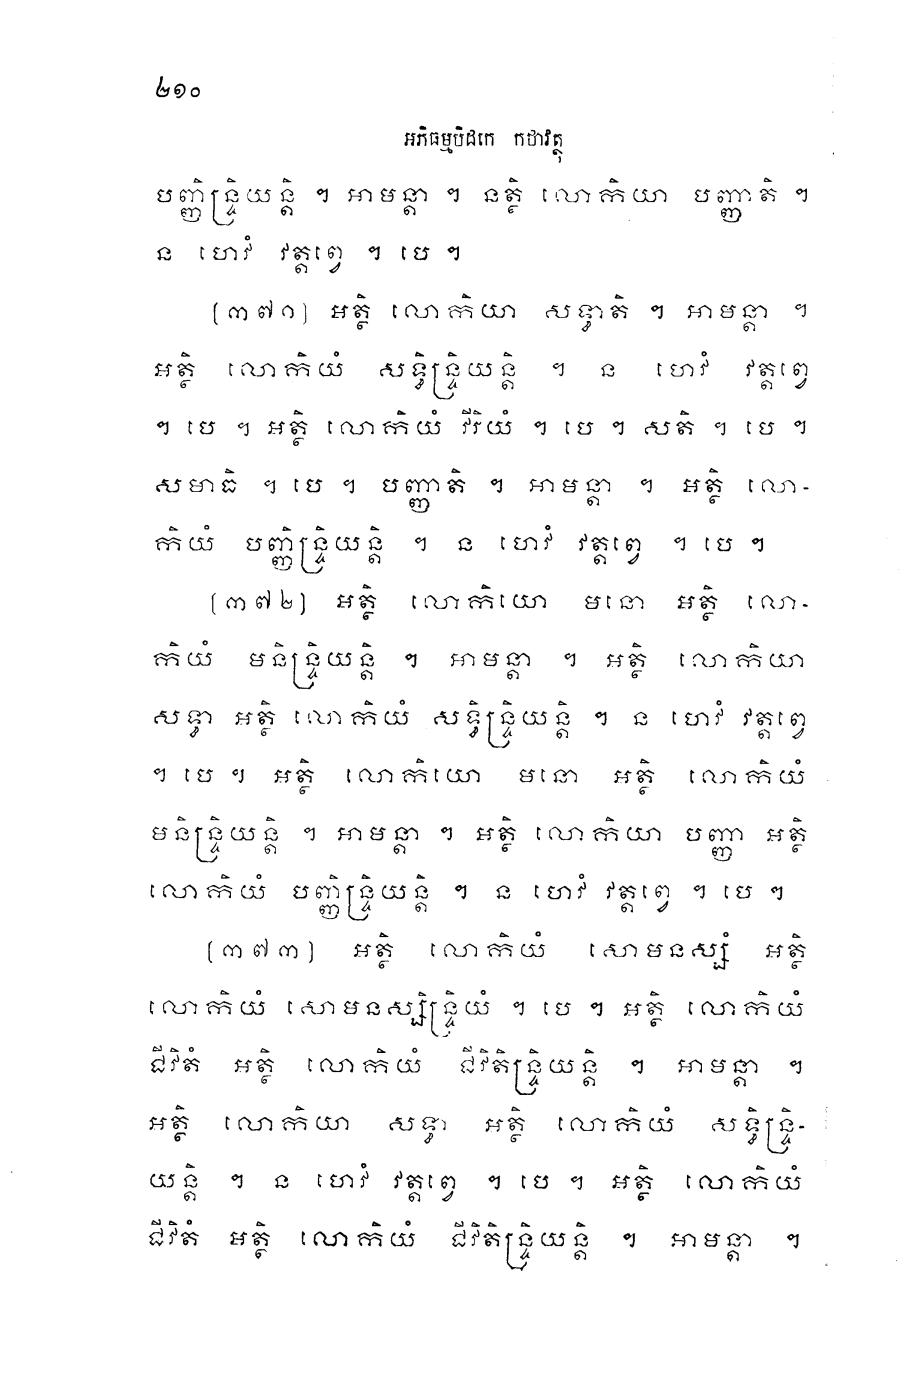 ២១០
អភិធម្មបិដកេ កថាវត្ថុ
បញ្ញិន្ទ្រិយន្តិ ។ អាមន្តា ។ នត្ថិ លោកិយា បញ្ញាតិ ។
ន ហេវំ វត្តព្វេ ។ បេ ។
(៣៧១) អត្ថិ លោកិយា សទ្ធាតិ ។ អាមន្តា ។
អត្ថិ លោកិយំ សទ្ធិន្ទ្រិយន្តិ ។ ន ហេវំ វត្តព្វេ
។ បេ ។ អត្ថិ លោកិយំ វីរិយំ ។ បេ ។ សតិ ។ បេ ។
សមាធិ ។ បេ ។ បញ្ញាតិ ។ អាមន្តា ។ អត្ថិ លោ-
កិយំ បញ្ញិន្ទ្រិយន្តិ ។ ន ហេវំ វត្តព្វេ ។ បេ ។
(៣៧២) អត្ថិ លោកិយោ មនោ អត្ថិ លោ-
កិយំ មនិន្ទ្រិយន្តិ ។ អាមន្តា ។ អត្ថិ លោកិយា
សទ្ធា អត្ថិ លោកិយំ សទ្ធិន្ទ្រិយន្តិ ។ ន ហេវំ វត្តព្វេ
។ បេ ។ អត្ថិ លោកិយោ មនោ អត្ថិ លោកិយំ
មនិន្ទ្រិយន្តិ ។ អាមន្តា ។ អត្ថិ លោកិយា បញ្ញា អត្ថិ
លោកិយំ បញ្ញិន្ទ្រិយន្តិ ។ ន ហេវំ វត្តព្វេ ។ បេ ។
(៣៧៣) អត្ថិ លោកិយំ សោមនស្សំ អត្ថិ
លោកិយំ សោមនស្សិន្ទ្រិយំ ។ បេ ។ អត្ថិ លោកិយំ
ជីវិតំ អត្ថិ លោកិយំ ជីវិតិន្ទ្រិយន្តិ ។ អាមន្តា ។
អត្ថិ លោកិយា សទ្ធា អត្ថិ លោកិយំ សទ្ធិន្ទ្រិ-
យន្តិ ។ ន ហេវំ វត្តព្វេ ។ បេ ។ អត្ថិ លោកិយំ
ជីវិតំ អត្ថិ លោកិយំ ជីវិតិន្ទ្រិយន្តិ ។ អាមន្តា ។